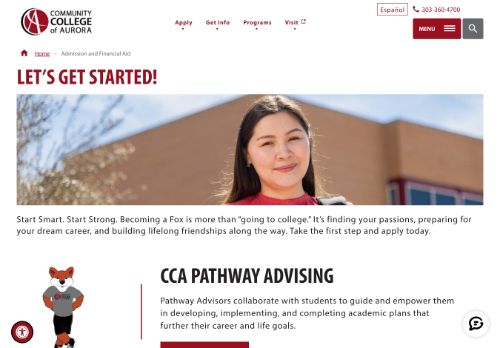 COMMUNITY
COLLEGE
of AURORA
Español
303-360-4700
Apply
Get Info
Programs
Visit
MENU
Home
Admission and Financial Aid
LET'S GET STARTED!
Start Smart. Start Strong. Becoming a Fox is more than "going to college." It's finding your passions, preparing for
your dream career, and building lifelong friendships along the way. Take the first step and apply today.
CCA PATHWAY ADVISING
Pathway Advisors collaborate with students to guide and empower them
in developing, implementing, and completing academic plans that
further their career and life goals.